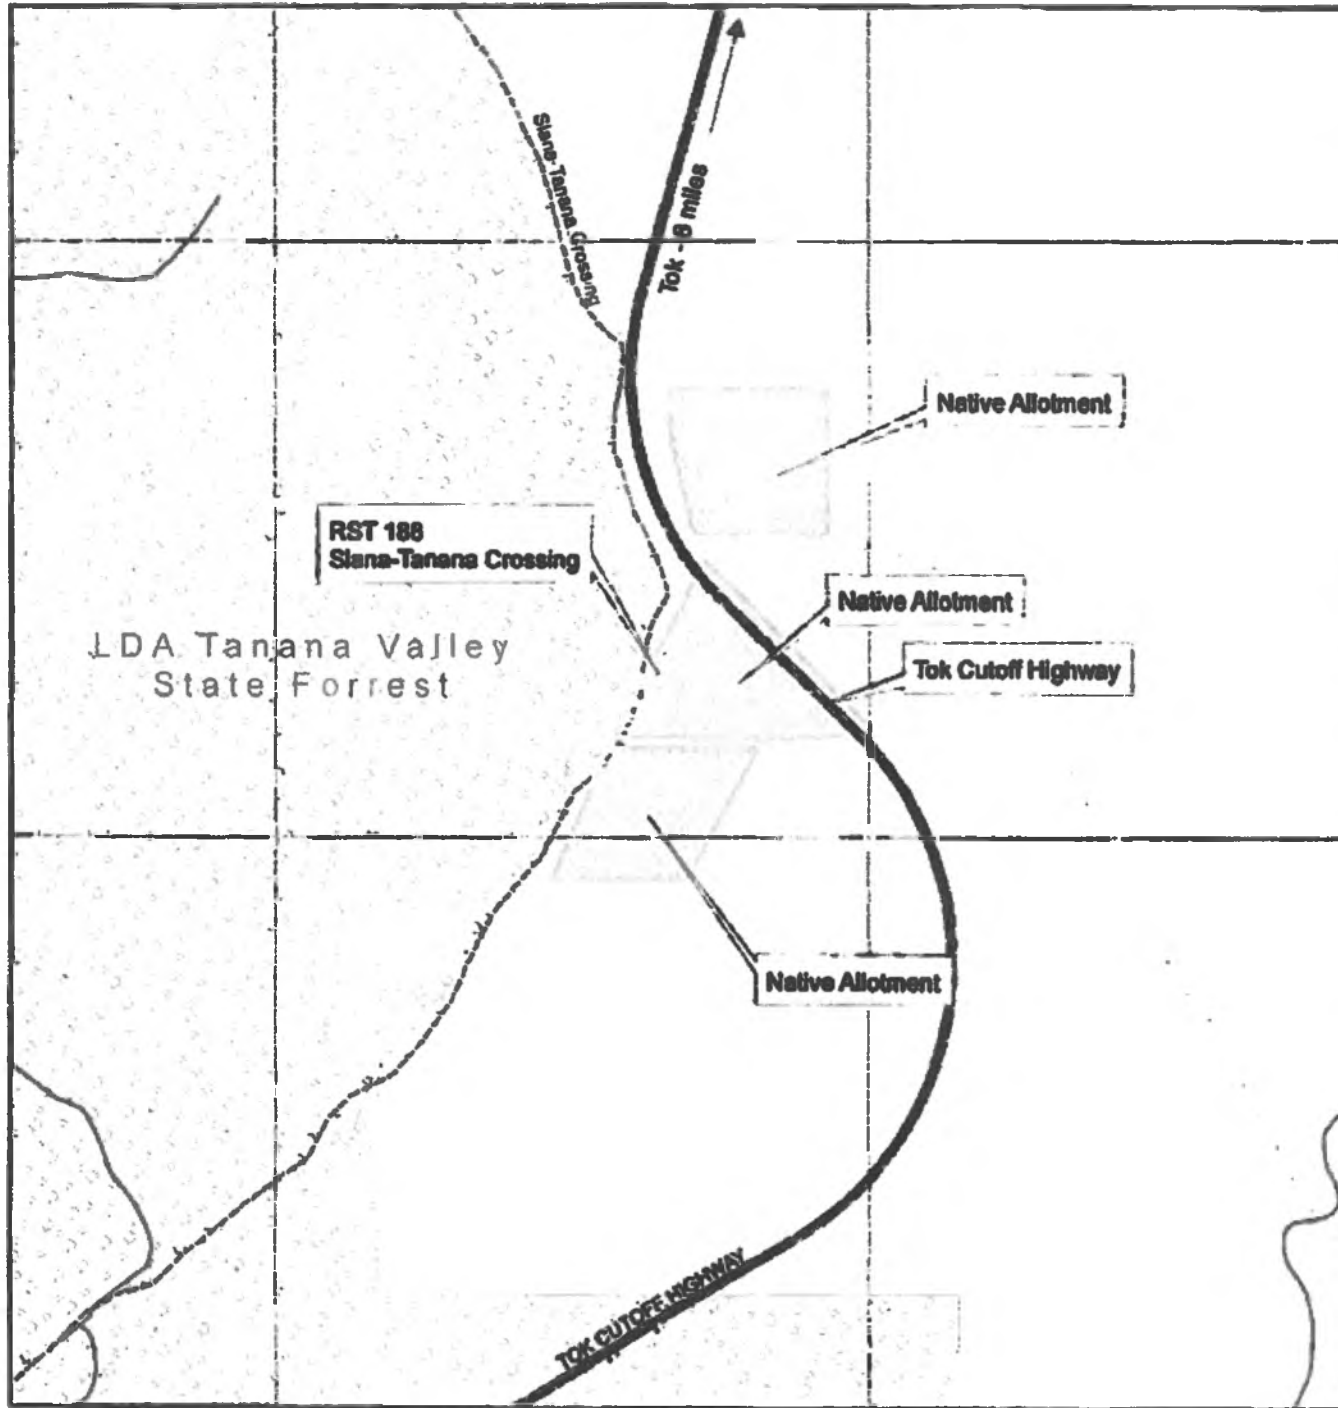 Slana-Tanana Crossing
Tok - 8 miles
Native Allotment
RST 188
Slana-Tanana Crossing
Native Allotment
LDA Tanana Valley
State Forrest
Tok Cutoff Highway
Native Allotment
TOK CUTOFF HIGHWAY